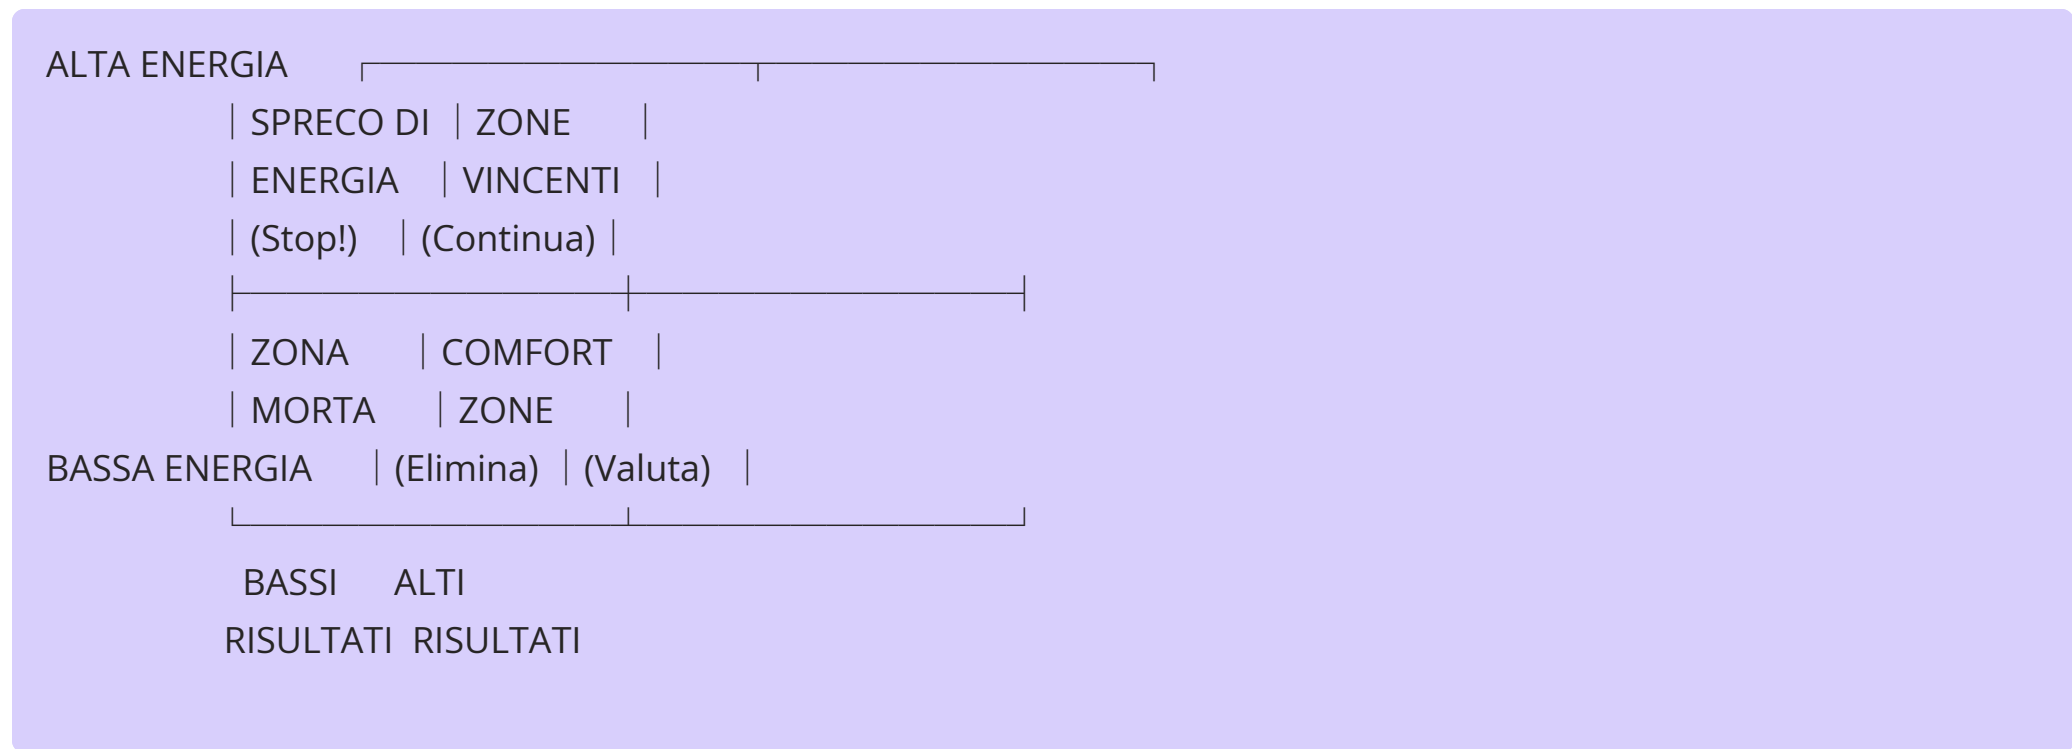 ALTA ENERGIA ┌─────────────────┬─────────────────┐
│ SPRECO DI │ ZONE │
│ ENERGIA │ VINCENTI │
│ (Stop!) │ (Continua) │
├─────────────────┼─────────────────┤
│ ZONA │ COMFORT │
│ MORTA │ ZONE │
BASSA ENERGIA │ (Elimina) │ (Valuta) │
└─────────────────┴─────────────────┘
BASSI ALTI
RISULTATI RISULTATI